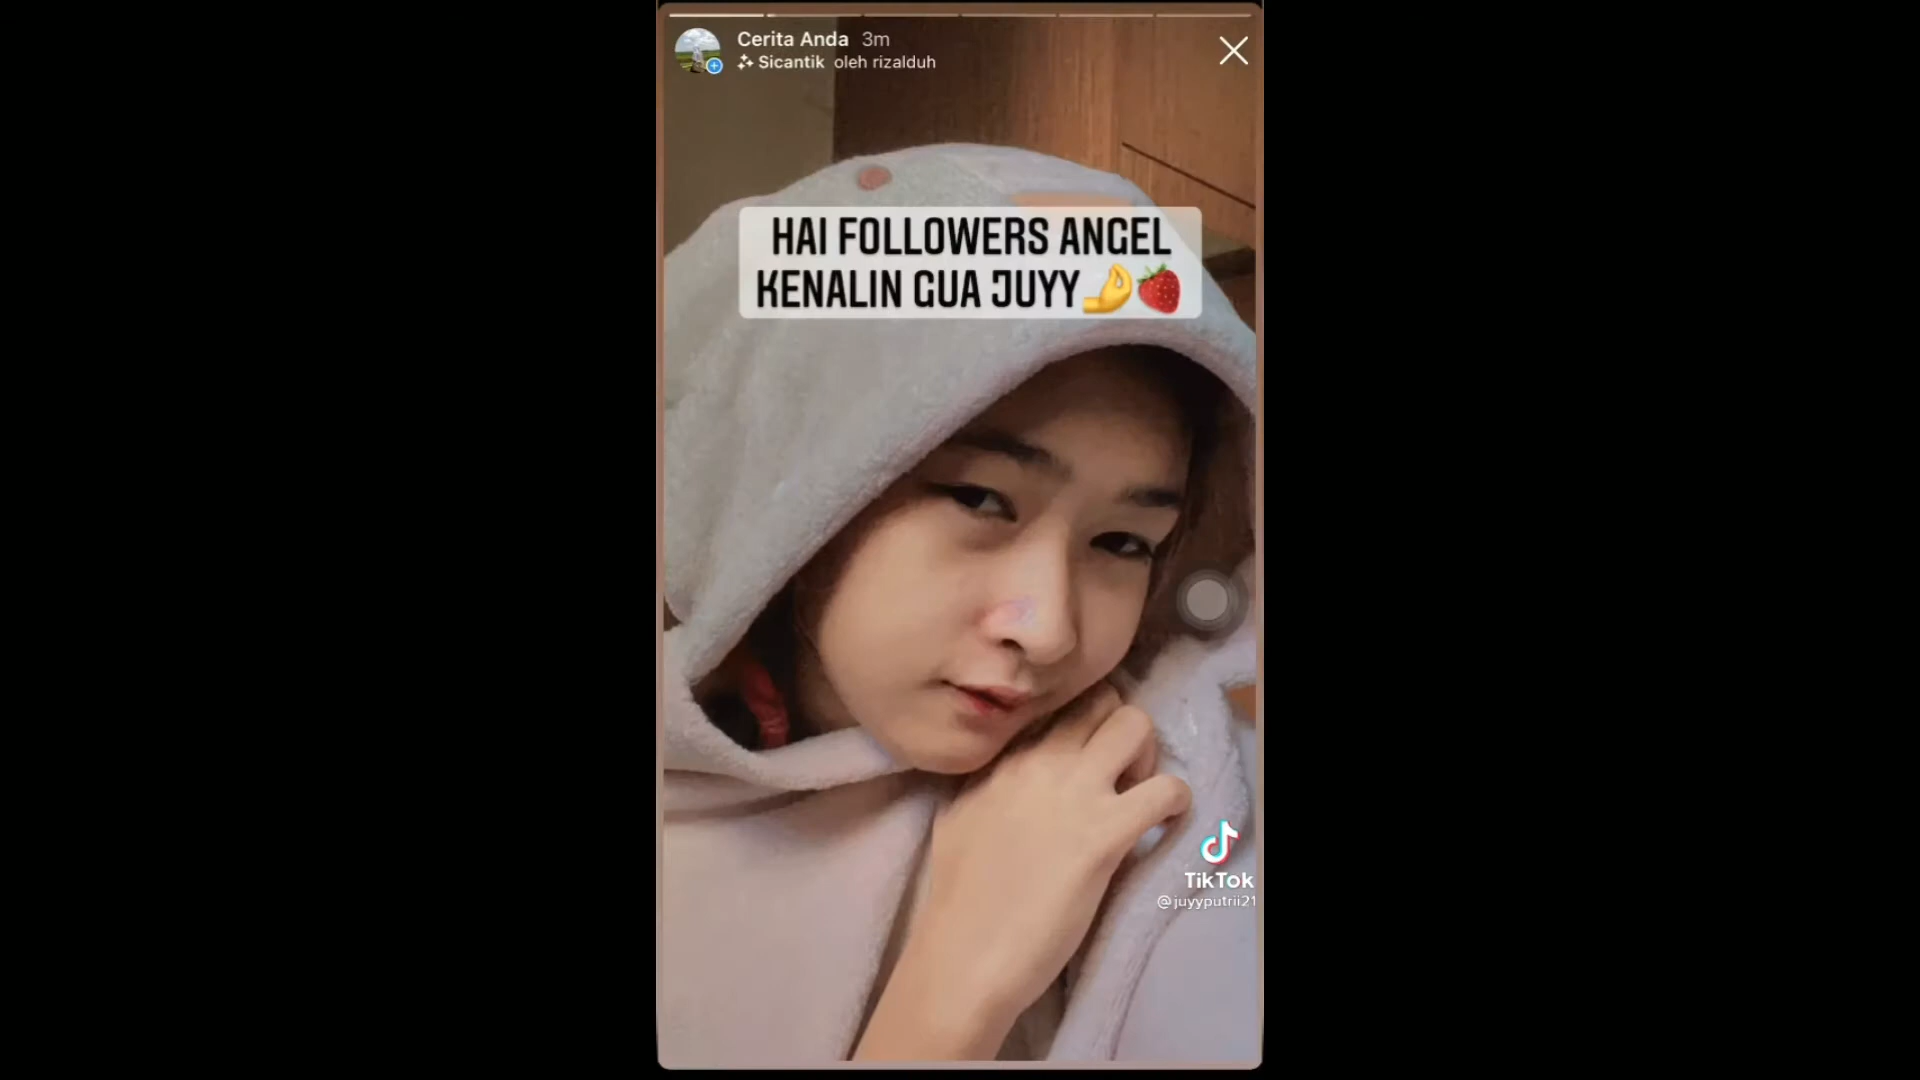 Cerita Anda 3m
Sicantik oleh rizalduh
HAI FOLLOWERS ANGEL
KENALIN GUA JUYY🤌🍓
TikTok
@juyyputrii21